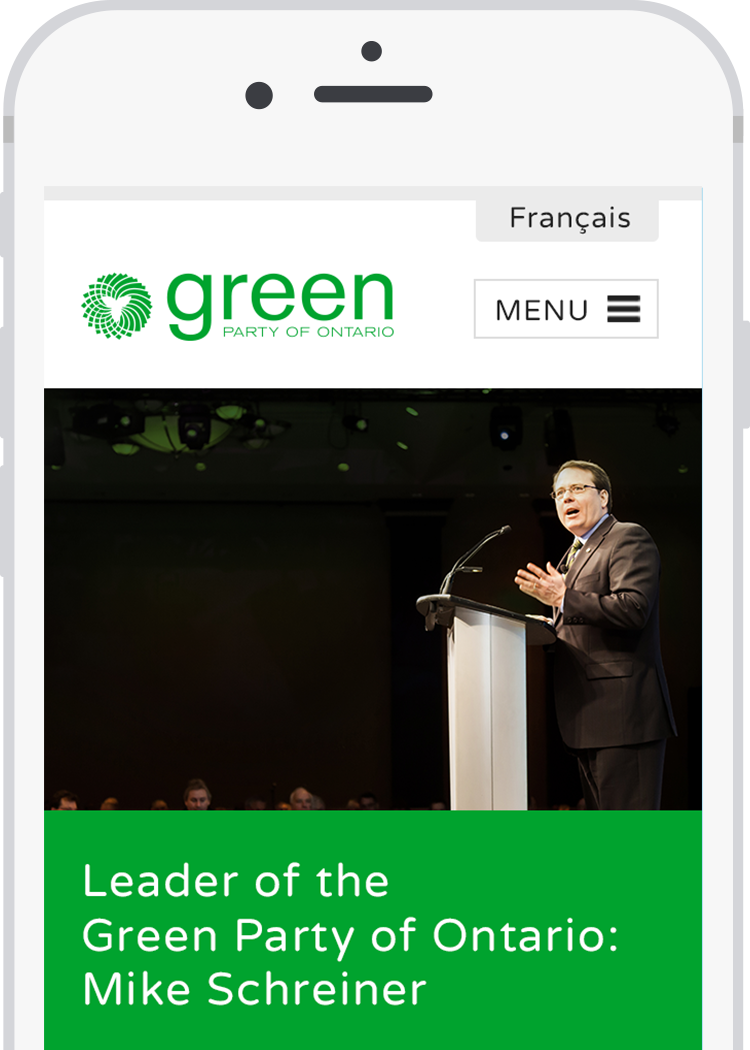 Français
green
PARTY OF ONTARIO
MENU
Leader of the
Green Party of Ontario:
Mike Schreiner